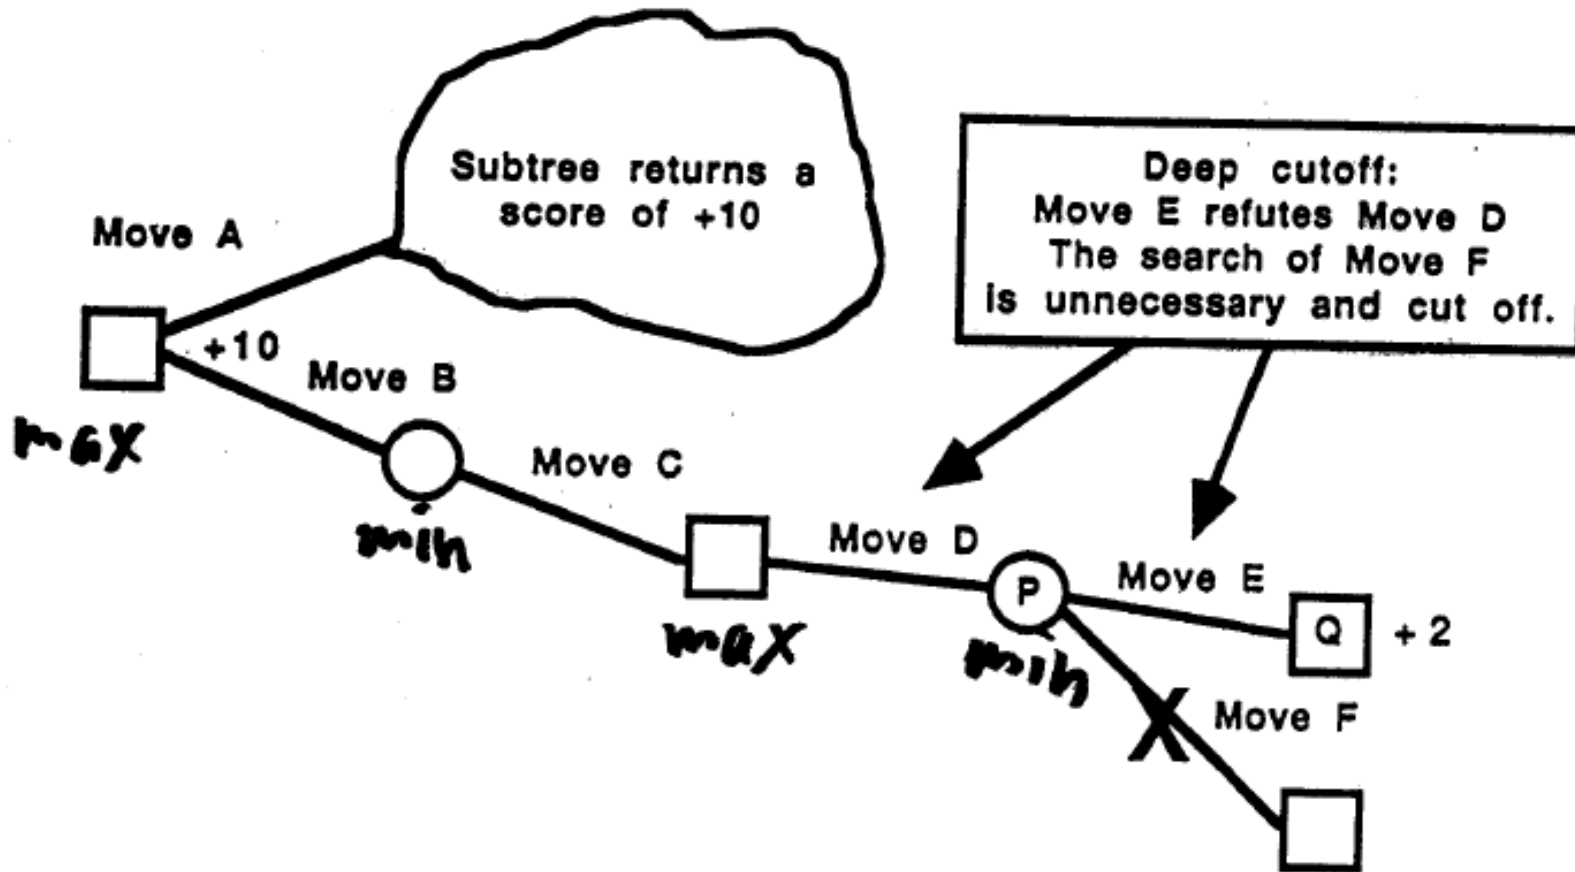 Subtree returns a
score of +10
Deep cutoff:
Move E refutes Move D
The search of Move F
is unnecessary and cut off.
Move A
+10
Move B
max
Move C
min
Move D
max
P
min
Move E
Q
+2
X
Move F